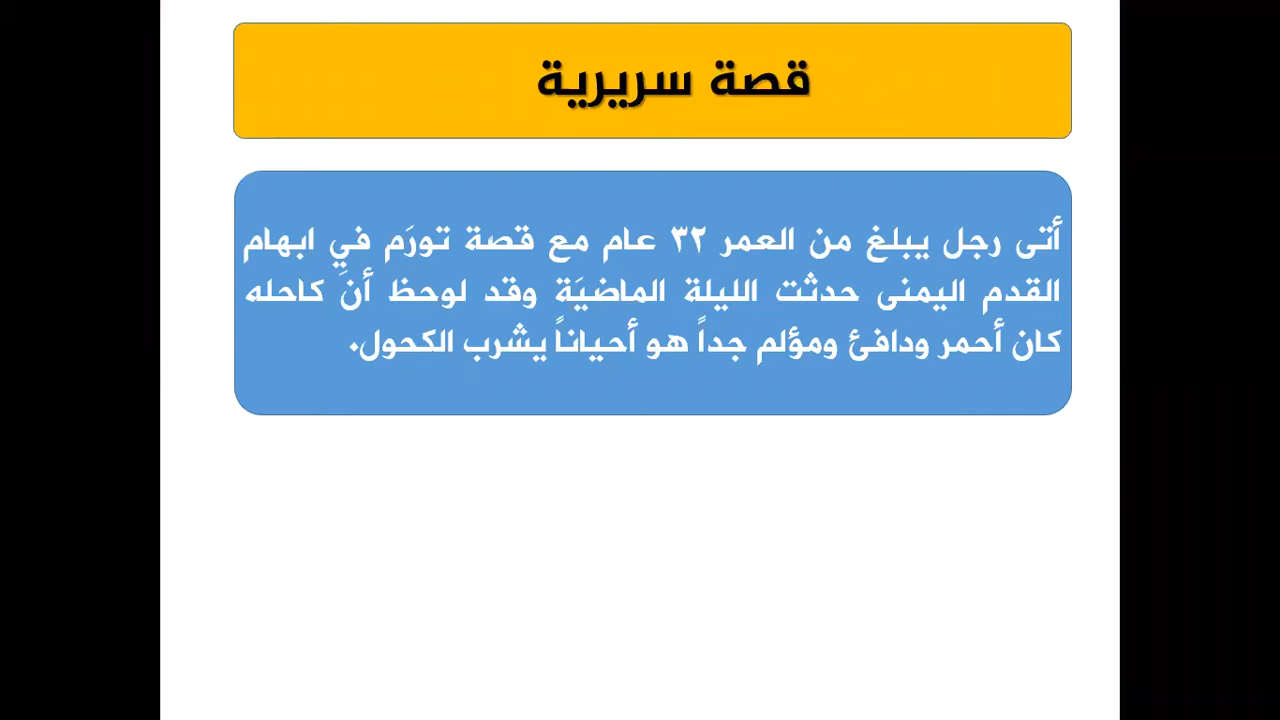 قصة سريرية
أتى رجل يبلغ من العمر ٣٢ عام مع قصة تورَم في ابهام
القدم اليمنى حدثت الليلة الماضيَة وقد لوحظ أنَ كاحله
كان أحمر ودافئ ومؤلم جداً هو أحياناً يشرب الكحول.